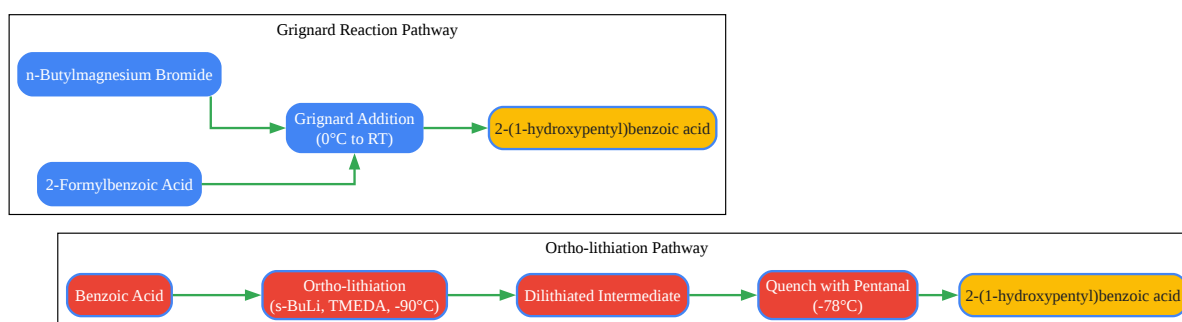 Grignard Reaction Pathway
n-Butylmagnesium Bromide
Grignard Addition
(0°C to RT)
2-(1-hydroxypentyl)benzoic acid
2-Formylbenzoic Acid
Ortho-lithiation Pathway
Benzoic Acid
Ortho-lithiation
(s-BuLi, TMEDA, -90°C)
Dilithiated Intermediate
Quench with Pentanal
(-78°C)
2-(1-hydroxypentyl)benzoic acid